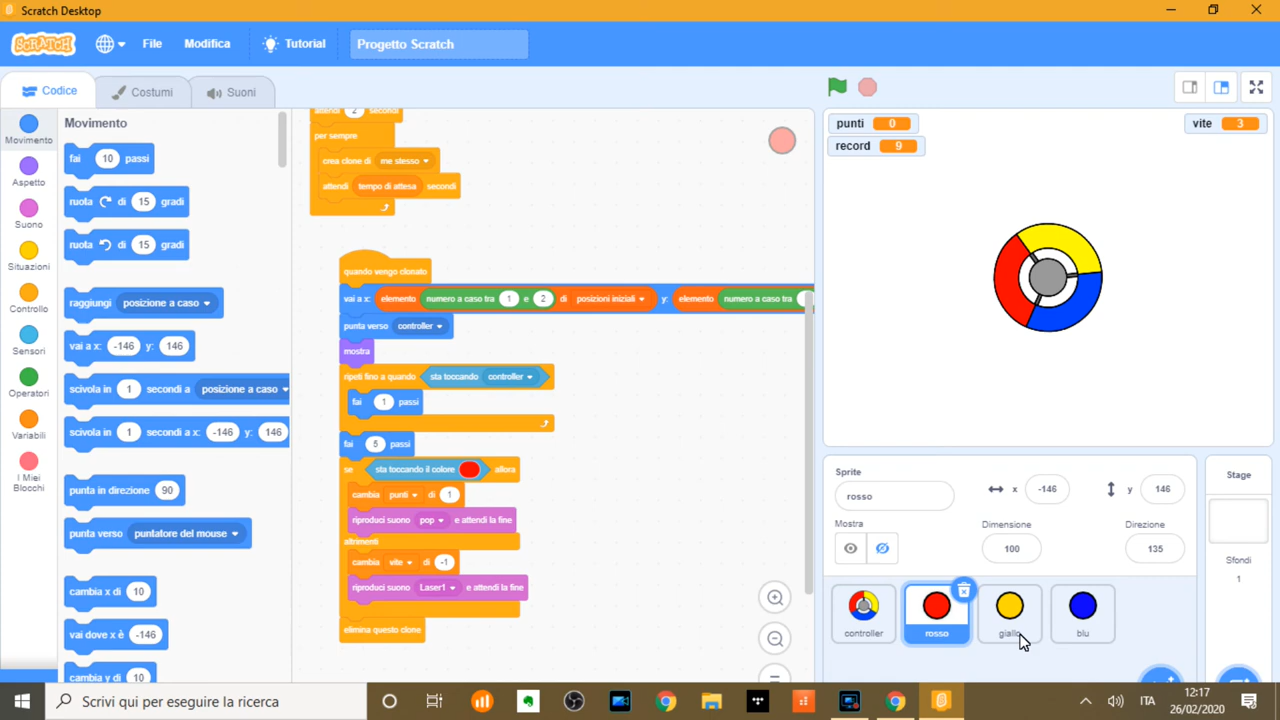 Scratch Desktop
SCRATCH
File
Modifica
Tutorial
Progetto Scratch
Codice
Costumi
Suoni
Movimento
Aspetto
Suono
Situazioni
Controllo
Sensori
Operatori
Variabili
I Miei
Blocchi
Movimento
fai 10 passi
ruota di 15 gradi
ruota di 15 gradi
raggiungi posizione a caso
vai a x: -146 y: 146
scivola in 1 secondi a posizione a caso
scivola in 1 secondi a x: -146 y: 146
punta in direzione 90
punta verso puntatore del mouse
cambia x di 10
vai dove x è -146
cambia y di 10
attendi 2 secondi
per sempre
crea clone di me stesso
attendi tempo di attesa secondi
quando vengo clonato
vai a x: elemento numero a caso tra 1 e 2 di posizioni iniziali y: elemento numero a caso tra
punta verso controller
mostra
ripeti fino a quando sta toccando controller
fai 1 passi
fai 5 passi
se sta toccando il colore allora
cambia punti di 1
riproduci suono pop e attendi la fine
altrimenti
cambia vite di -1
riproduci suono Laser1 e attendi la fine
elimina questo clone
punti 0
record 9
vite 3
Sprite
rosso
x -146
y 146
Mostra
Dimensione
100
Direzione
135
controller
rosso
giallo
blu
Stage
Sfondi
1
Scrivi qui per eseguire la ricerca
ITA
12:17
26/02/2020